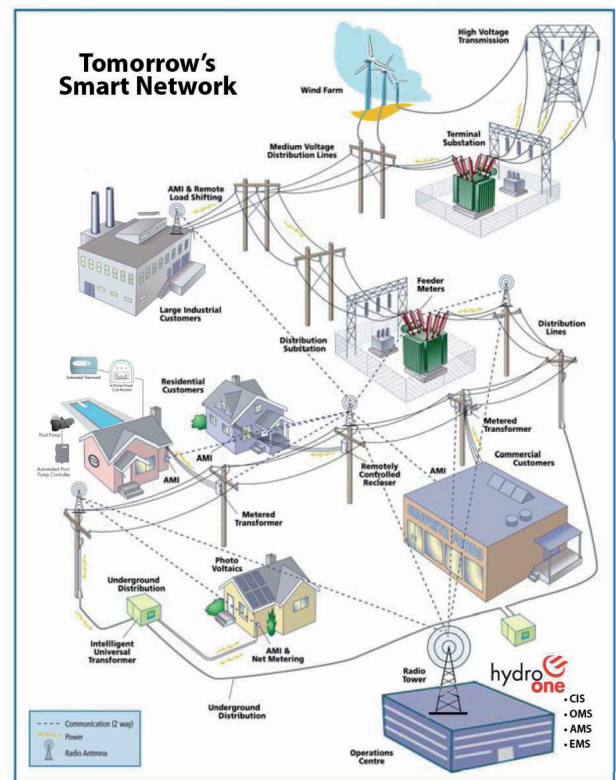 Tomorrow's
Smart Network
High Voltage
Transmission
Wind Farm
Terminal
Substation
Medium Voltage
Distribution Lines
AMI & Remote
Load Shifting
Large Industrial
Customers
Feeder
Meters
Distribution
Substation
Distribution
Lines
Automated Thermostat
Residential
Customers
Metered
Transformer
Pool Pump
Commercial
Customers
AMI
AMI
AMI
Remotely
Controlled
Recloser
Automated Pool
Pump Controller
Metered
Transformer
Photo
Voltaics
Underground
Distribution
Intelligent
Universal
Transformer
AMI &
Net Metering
Underground
Distribution
Radio
Tower
hydro
one
• CIS
• OMS
• AMS
• EMS
Operations
Centre
Communication (2 way)
Power
Radio Antenna